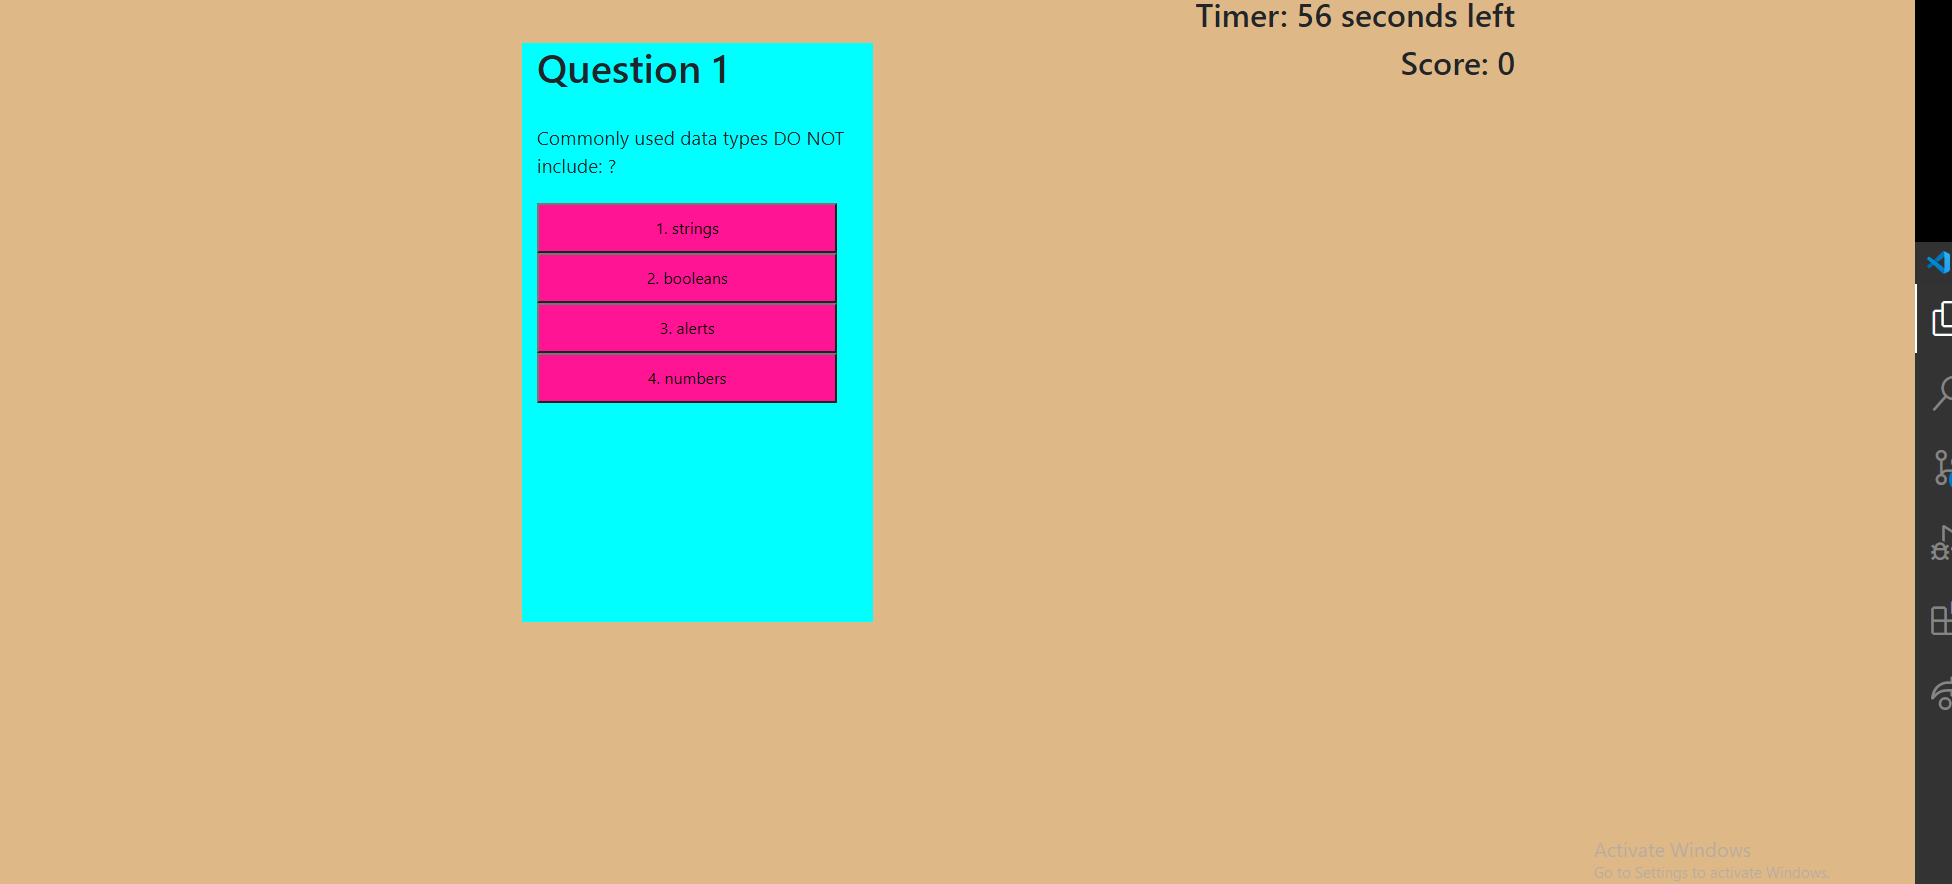 Timer: 56 seconds left
Score: 0
Question 1
Commonly used data types DO NOT
include: ?
1. strings
2. booleans
3. alerts
4. numbers
Activate Windows
Go to Settings to activate Windows.